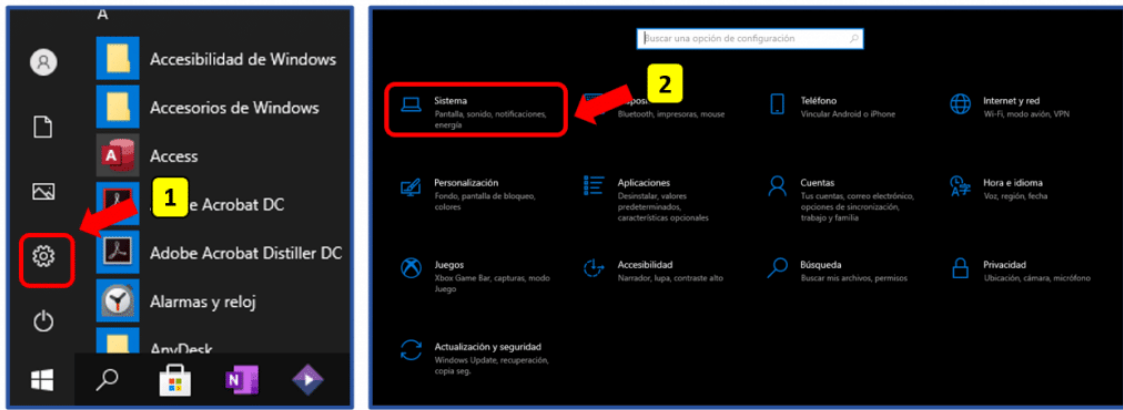 A
Accesibilidad de Windows
Accesorios de Windows
Access
1
e Acrobat DC
Adobe Acrobat Distiller DC
Alarmas y reloj
AnyDesk
Buscar una opción de configuración
2
Sistema
Pantalla, sonido, notificaciones,
energía
Bluetooth, impresoras, mouse
Teléfono
Vincular Android o iPhone
Internet y red
Wi-Fi, modo avión, VPN
Personalización
Fondo, pantalla de bloqueo,
colores
Aplicaciones
Desinstalar, valores
predeterminados,
características opcionales
Cuentas
Tus cuentas, correo electrónico,
opciones de sincronización,
trabajo y familia
Hora e idioma
Voz, región, fecha
Juegos
Xbox Game Bar, capturas, modo
Juego
Accesibilidad
Narrador, lupa, contraste alto
Búsqueda
Buscar mis archivos, permisos
Privacidad
Ubicación, cámara, micrófono
Actualización y seguridad
Windows Update, recuperación,
copia seg.